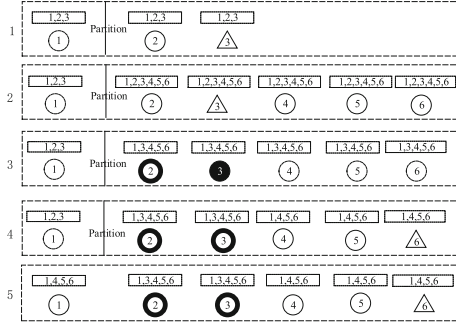 1,2,3 1,2,3 1,2,3
1 1 Partition 2 3
1,2,3 1,2,3,4,5,6 1,2,3,4,5,6 1,2,3,4,5,6 1,2,3,4,5,6 1,2,3,4,5,6
2 1 Partition 2 3 4 5 6
1,2,3 1,3,4,5,6 1,3,4,5,6 1,3,4,5,6 1,3,4,5,6 1,3,4,5,6
3 1 Partition 2 3 4 5 6
1,2,3 1,3,4,5,6 1,3,4,5,6 1,4,5,6 1,4,5,6 1,4,5,6
4 1 Partition 2 3 4 5 6
1,4,5,6 1,3,4,5,6 1,3,4,5,6 1,4,5,6 1,4,5,6 1,4,5,6
5 1 2 3 4 5 6